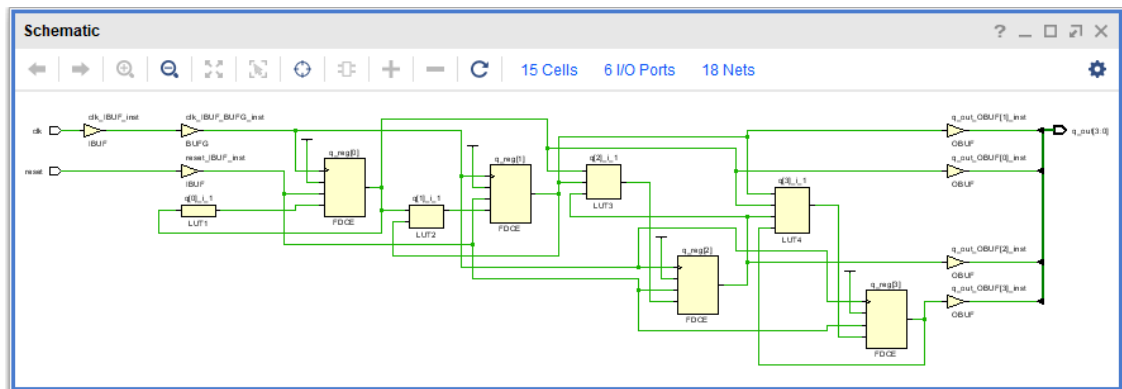 Schematic
15 Cells 6 I/O Ports 18 Nets
clk
clk_IBUF_inst
IBUF
clk_IBUF_BUFG_inst
BUFG
reset
reset_IBUF_inst
IBUF
q[0]_i_1
LUT1
q_reg[0]
FDCE
q[1]_i_1
LUT2
q_reg[1]
FDCE
q[2]_i_1
LUT3
q_reg[2]
FDCE
q[3]_i_1
LUT4
q_reg[3]
FDCE
q_out_OBUF[1]_inst
OBUF
q_out_OBUF[0]_inst
OBUF
q_out_OBUF[2]_inst
OBUF
q_out_OBUF[3]_inst
OBUF
q_out[3:0]